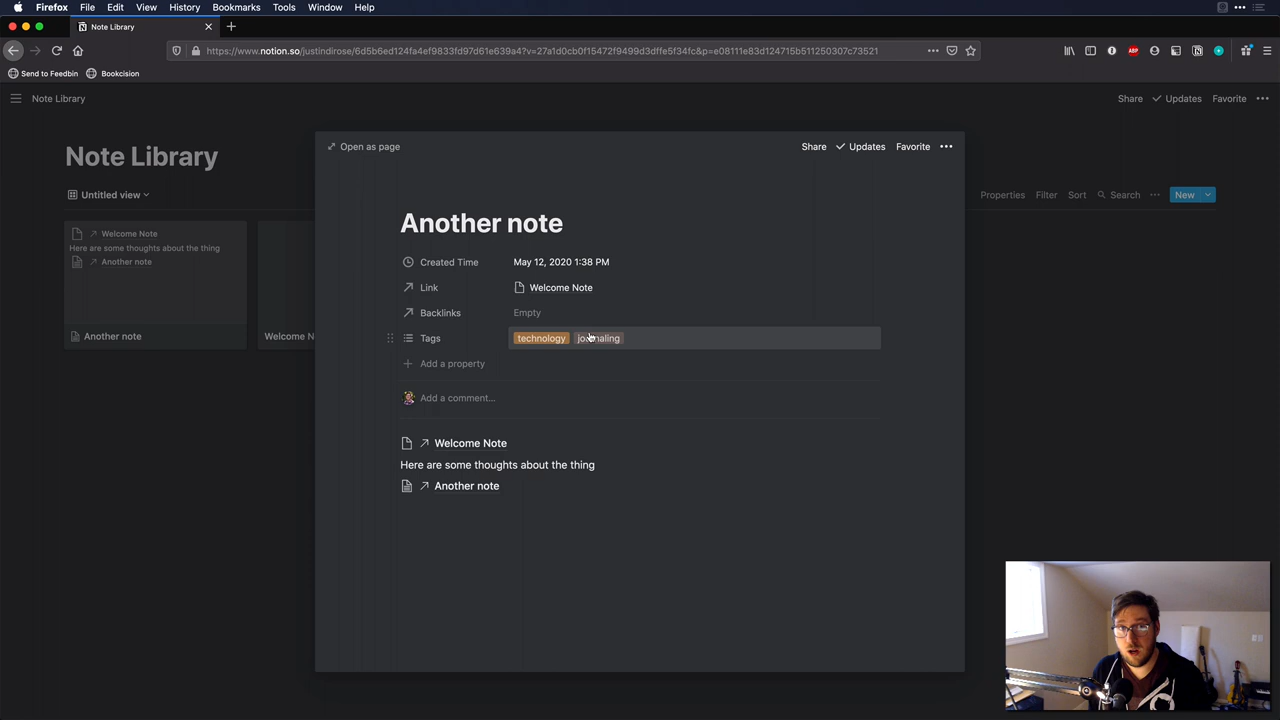 Firefox File Edit View History Bookmarks Tools Window Help
Note Library
https://www.notion.so/justindirose/6d5b6ed124fa4ef9833fd97d61e639a4?v=27a1d0cb0f15472f9499d3dffe5f34fc&p=e08111e83d124715b511250307c73521
Send to Feedbin Bookcision
Note Library Share Updates Favorite
Open as page Share Updates Favorite
Note Library
Untitled view Properties Filter Sort Search New
Another note
Welcome Note
Here are some thoughts about the thing
Another note
Another note Welcome N
Created Time May 12, 2020 1:38 PM
Link Welcome Note
Backlinks Empty
Tags technology journaling
Add a property
Add a comment...
Welcome Note
Here are some thoughts about the thing
Another note